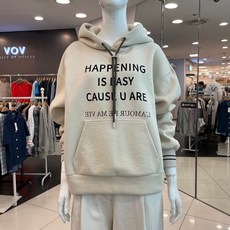 VOV
HAPPENING
IS EASY
CAUSE U ARE
L'AMOUR DE MA VIE